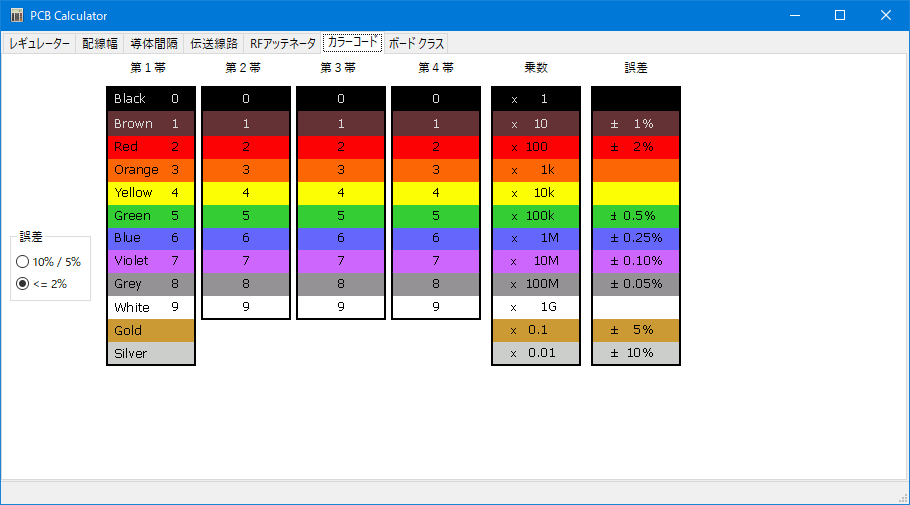 PCB Calculator
レギュレーター 配線幅 導体間隔 伝送線路 RFアッテネータ カラーコード ボード クラス
第 1 帯 第 2 帯 第 3 帯 第 4 帯 乗数 誤差
Black 0 0 0 0 x 1
Brown 1 1 1 1 x 10 ± 1%
Red 2 2 2 2 x 100 ± 2%
Orange 3 3 3 3 x 1k
Yellow 4 4 4 4 x 10k
Green 5 5 5 5 x 100k ± 0.5%
誤差
Blue 6 6 6 6 x 1M ± 0.25%
10% / 5%
Violet 7 7 7 7 x 10M ± 0.10%
<= 2%
Grey 8 8 8 8 x 100M ± 0.05%
White 9 9 9 9 x 1G
Gold x 0.1 ± 5%
Silver x 0.01 ± 10%